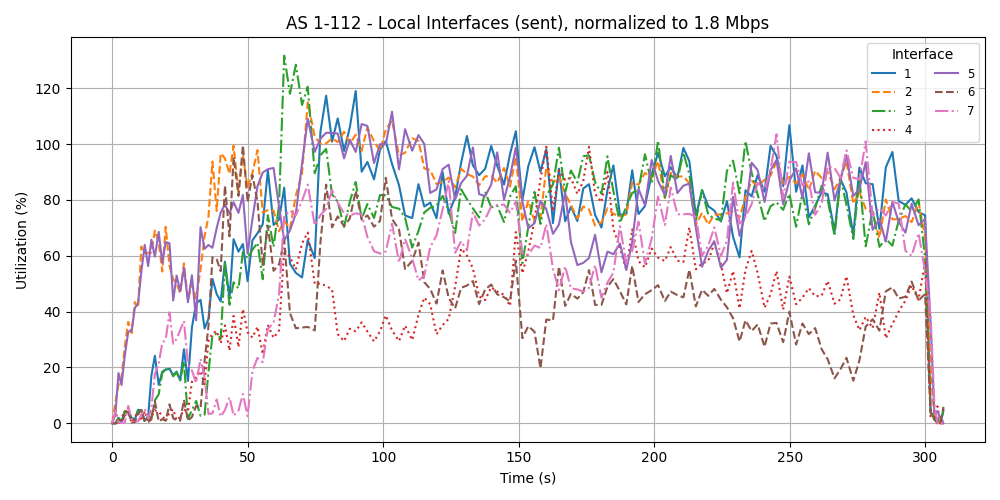 AS 1-112 - Local Interfaces (sent), normalized to 1.8 Mbps
Utilization (%)
120
100
80
60
40
20
0
0 50 100 150 200 250 300
Time (s)
Interface
1 5
2 6
3 7
4